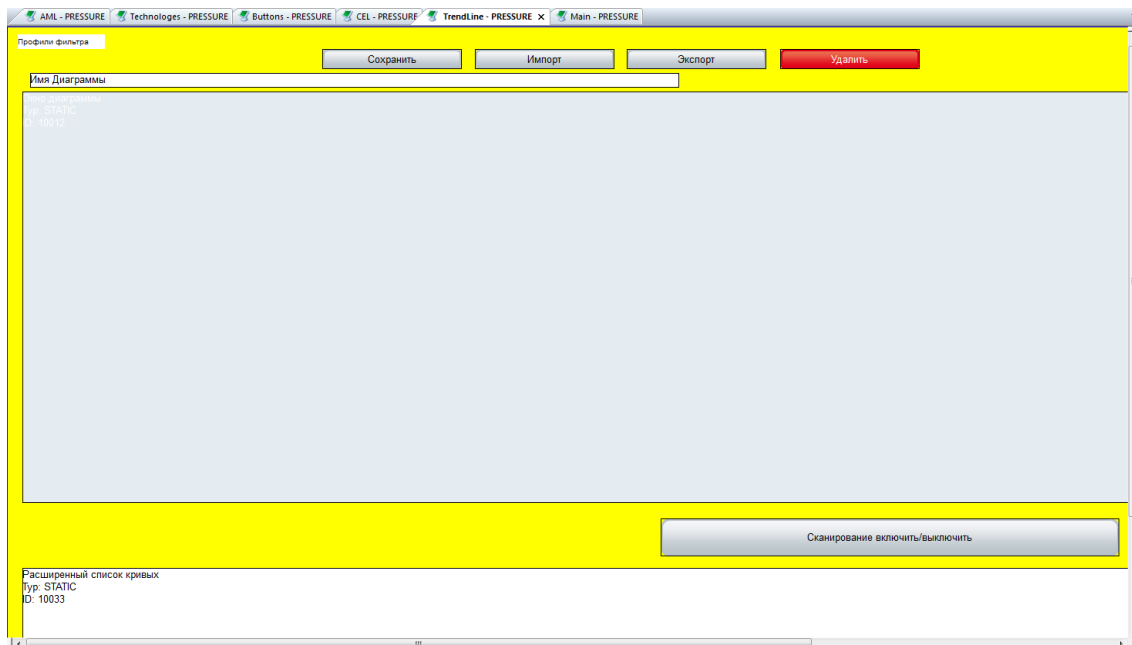 AML - PRESSURE Technologes - PRESSURE Buttons - PRESSURE CEL - PRESSURE TrendLine - PRESSURE x Main - PRESSURE
Профили фильтра
Сохранить Импорт Экспорт Удалить
Имя Диаграммы
Окно диаграммы
Typ: STATIC
ID: 10012
Сканирование включить/выключить
Расширенный список кривых
Typ: STATIC
ID: 10033